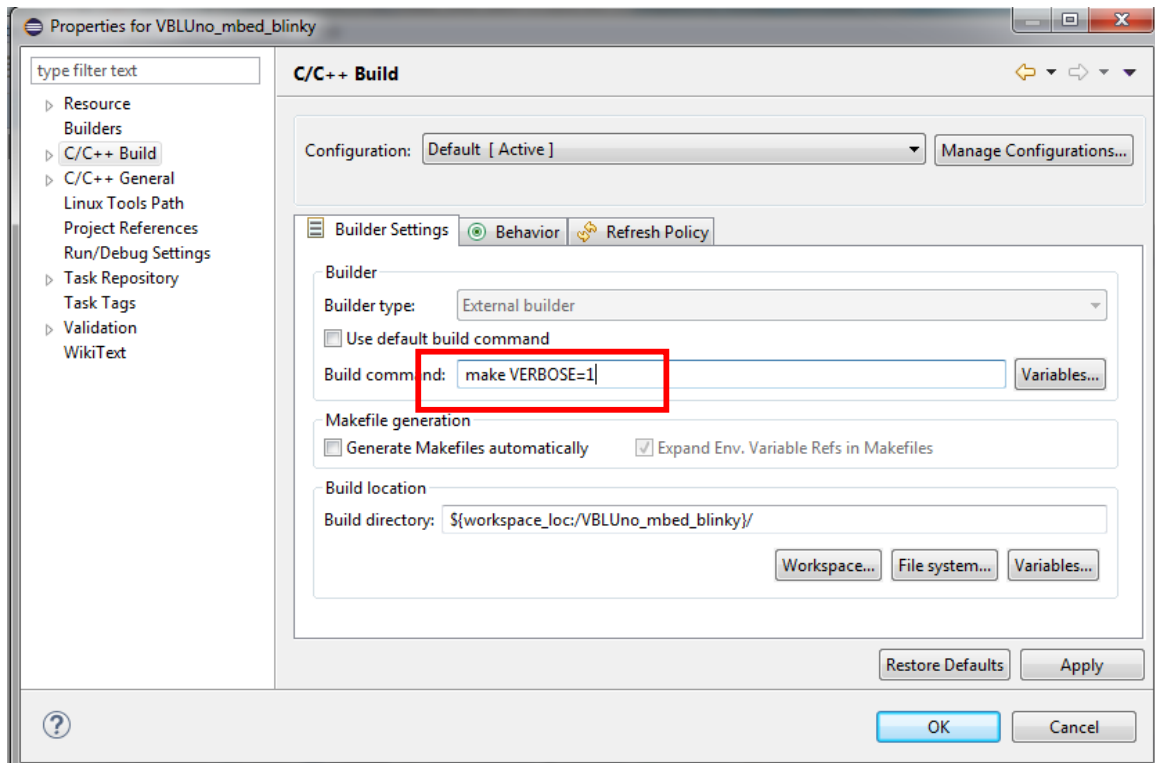 Properties for VBLUno_mbed_blinky
type filter text
Resource
Builders
C/C++ Build
C/C++ General
Linux Tools Path
Project References
Run/Debug Settings
Task Repository
Task Tags
Validation
WikiText
C/C++ Build
Configuration: Default [ Active ] Manage Configurations...
Builder Settings Behavior Refresh Policy
Builder
Builder type: External builder
Use default build command
Build command: make VERBOSE=1 Variables...
Makefile generation
Generate Makefiles automatically Expand Env. Variable Refs in Makefiles
Build location
Build directory: ${workspace_loc:/VBLUno_mbed_blinky}/
Workspace... File system... Variables...
Restore Defaults Apply
? OK Cancel